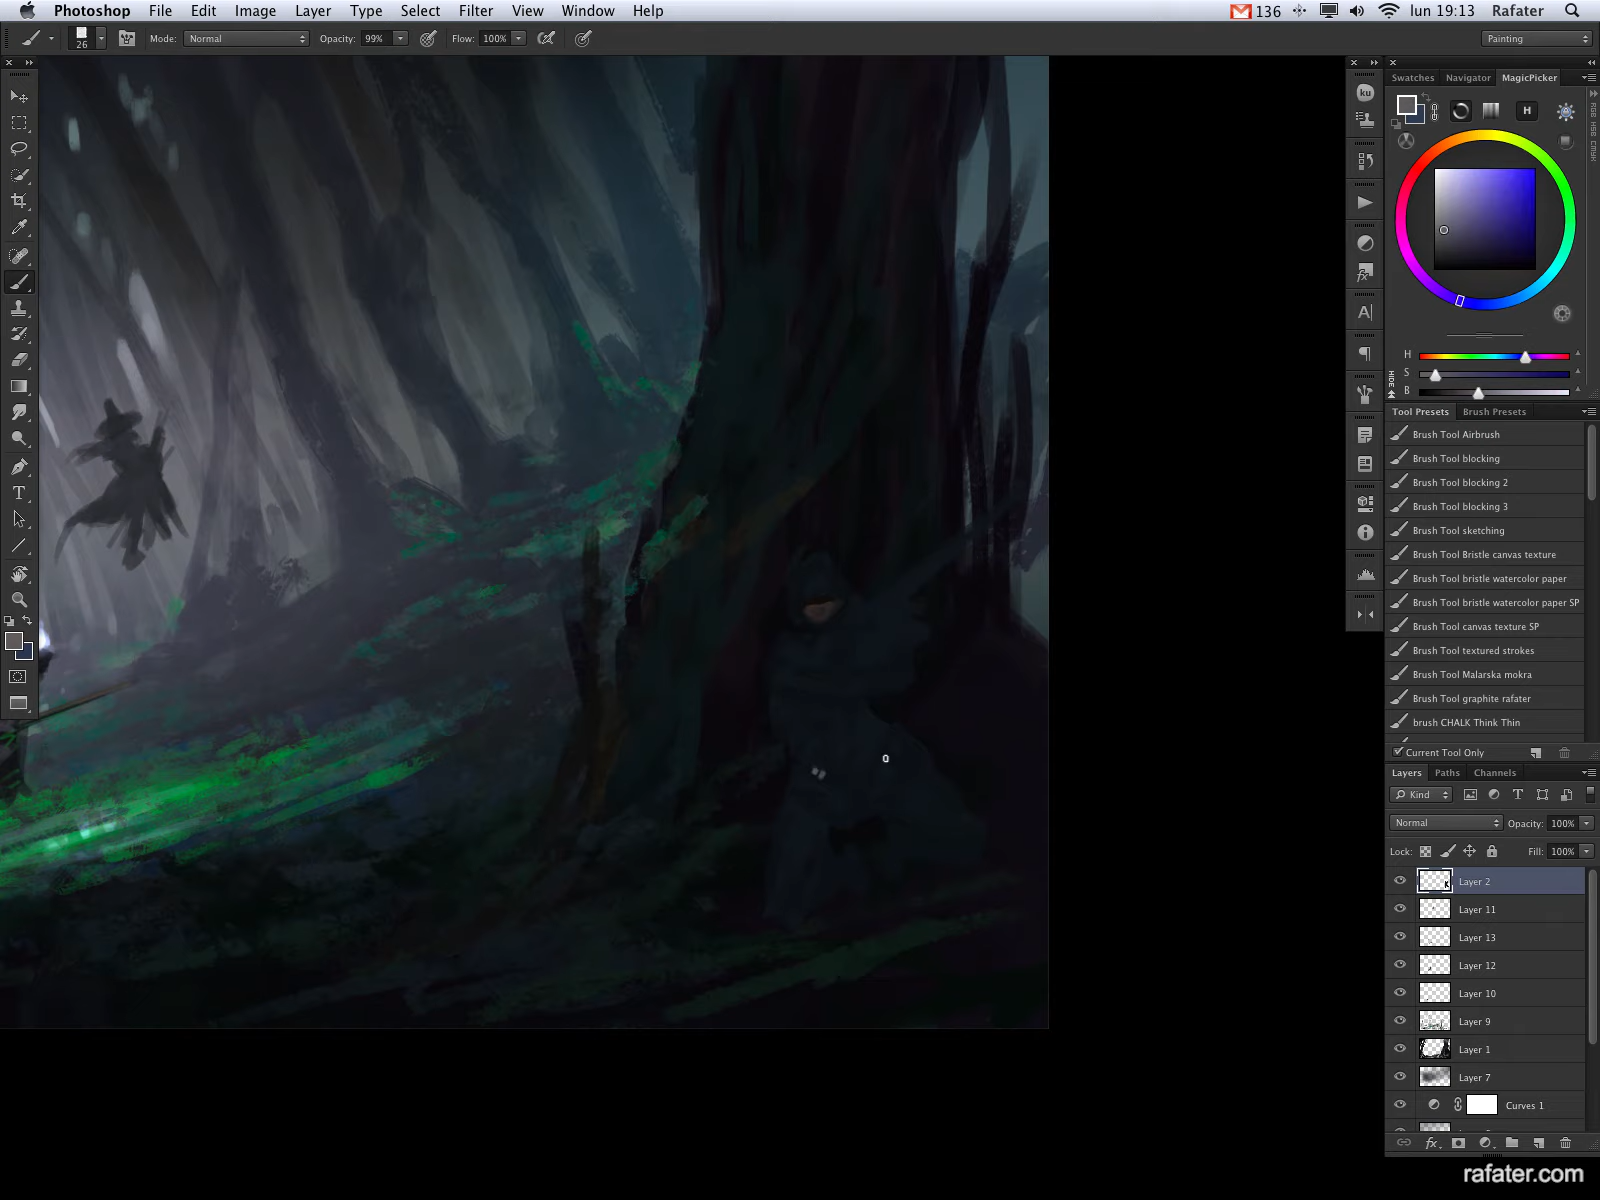 Photoshop File Edit Image Layer Type Select Filter View Window Help 136 lun 19:13 Rafater
26 Mode: Normal Opacity: 99% Flow: 100% Painting
Swatches Navigator MagicPicker
ku
H
RGB HSB CMYK
H
S
B
HIDE
Tool Presets Brush Presets
Brush Tool Airbrush
Brush Tool blocking
Brush Tool blocking 2
Brush Tool blocking 3
Brush Tool sketching
Brush Tool Bristle canvas texture
Brush Tool bristle watercolor paper
Brush Tool bristle watercolor paper SP
Brush Tool canvas texture SP
Brush Tool textured strokes
Brush Tool Malarska mokra
Brush Tool graphite rafater
brush CHALK Think Thin
Current Tool Only
Layers Paths Channels
Kind
Normal Opacity: 100%
Lock: Fill: 100%
Layer 2
Layer 11
Layer 13
Layer 12
Layer 10
Layer 9
Layer 1
Layer 7
Curves 1
fx
rafater.com